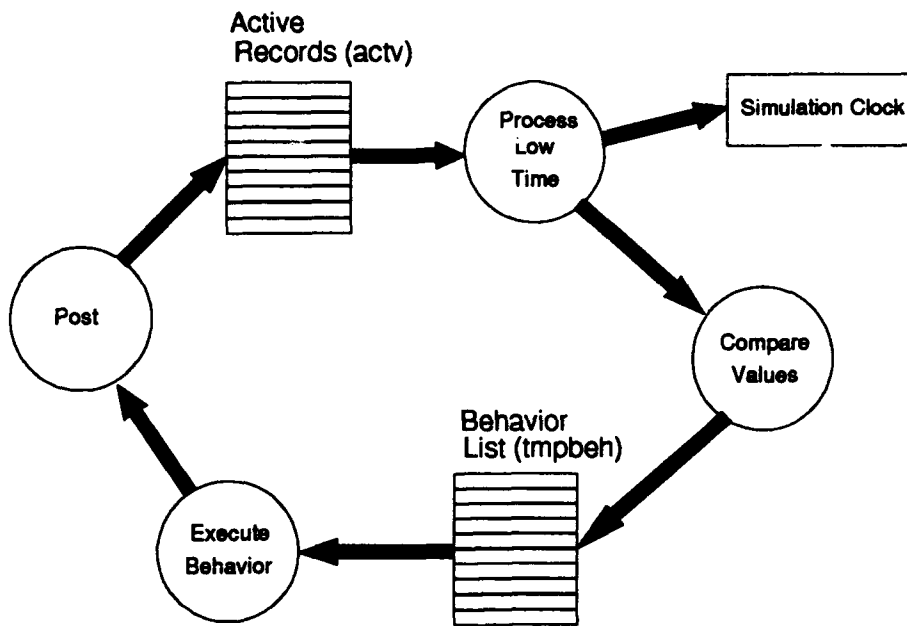 Active
Records (actv)
Process
Low
Time
Simulation Clock
Post
Compare
Values
Behavior
List (tmpbeh)
Execute
Behavior